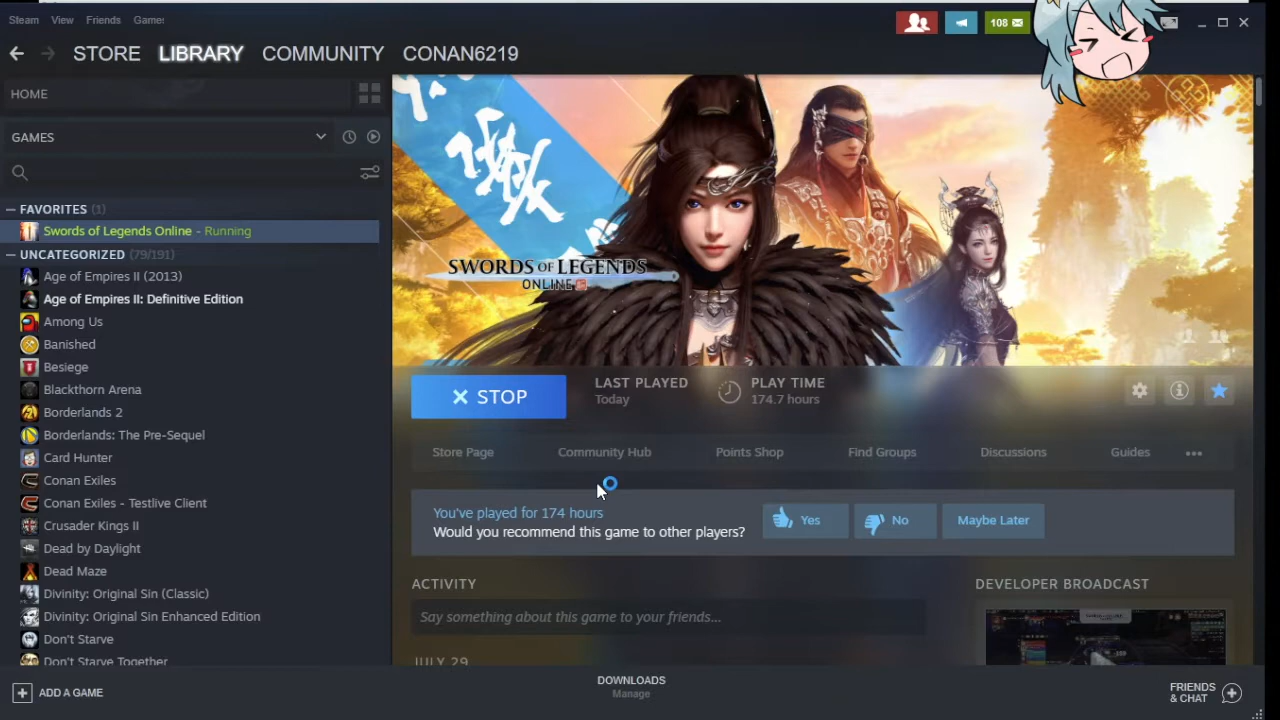 Steam View Friends Games
108
STORE LIBRARY COMMUNITY CONAN6219
HOME
GAMES
— FAVORITES (1)
Swords of Legends Online - Running
— UNCATEGORIZED (79/191)
Age of Empires II (2013)
Age of Empires II: Definitive Edition
Among Us
Banished
Besiege
Blackthorn Arena
Borderlands 2
Borderlands: The Pre-Sequel
Card Hunter
Conan Exiles
Conan Exiles - Testlive Client
Crusader Kings II
Dead by Daylight
Dead Maze
Divinity: Original Sin (Classic)
Divinity: Original Sin Enhanced Edition
Don't Starve
Don't Starve Together
SWORDS OF LEGENDS
ONLINE
STOP
LAST PLAYED
Today
PLAY TIME
174.7 hours
Store Page Community Hub Points Shop Find Groups Discussions Guides
You've played for 174 hours
Would you recommend this game to other players?
Yes No Maybe Later
ACTIVITY
Say something about this game to your friends...
JULY 29
DEVELOPER BROADCAST
ADD A GAME
DOWNLOADS
Manage
FRIENDS
& CHAT